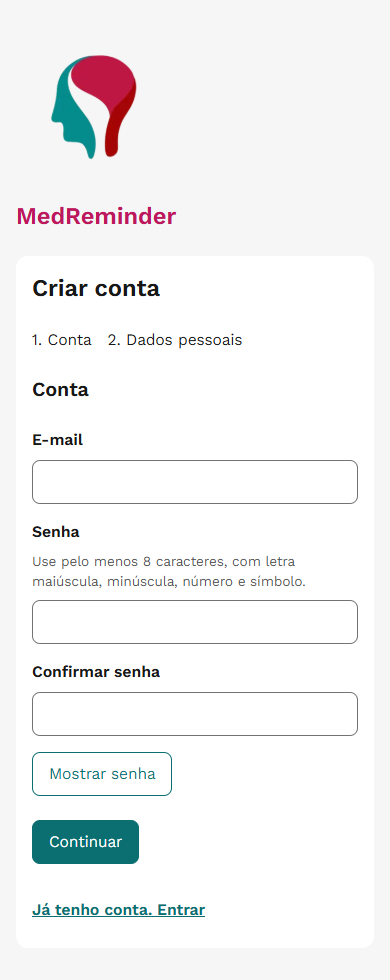 MedReminder
Criar conta
1. Conta 2. Dados pessoais
Conta
E-mail
Senha
Use pelo menos 8 caracteres, com letra
maiúscula, minúscula, número e símbolo.
Confirmar senha
Mostrar senha
Continuar
Já tenho conta. Entrar